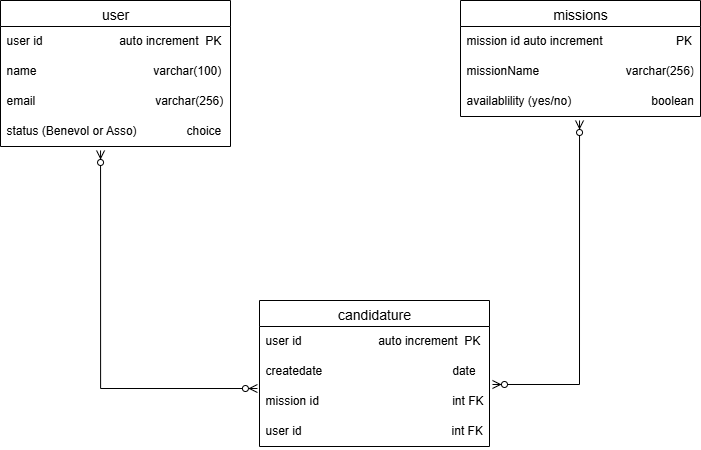 user
user id auto increment PK
name varchar(100)
email varchar(256)
status (Benevol or Asso) choice
missions
mission id auto increment PK
missionName varchar(256)
availablility (yes/no) boolean
candidature
user id auto increment PK
createdate date
mission id int FK
user id int FK